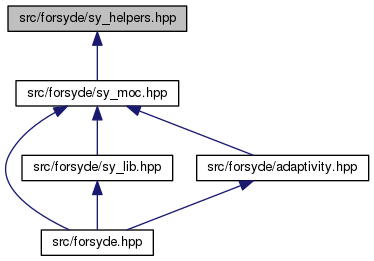 src/forsyde/sy_helpers.hpp
src/forsyde/sy_moc.hpp
src/forsyde/sy_lib.hpp
src/forsyde/adaptivity.hpp
src/forsyde.hpp